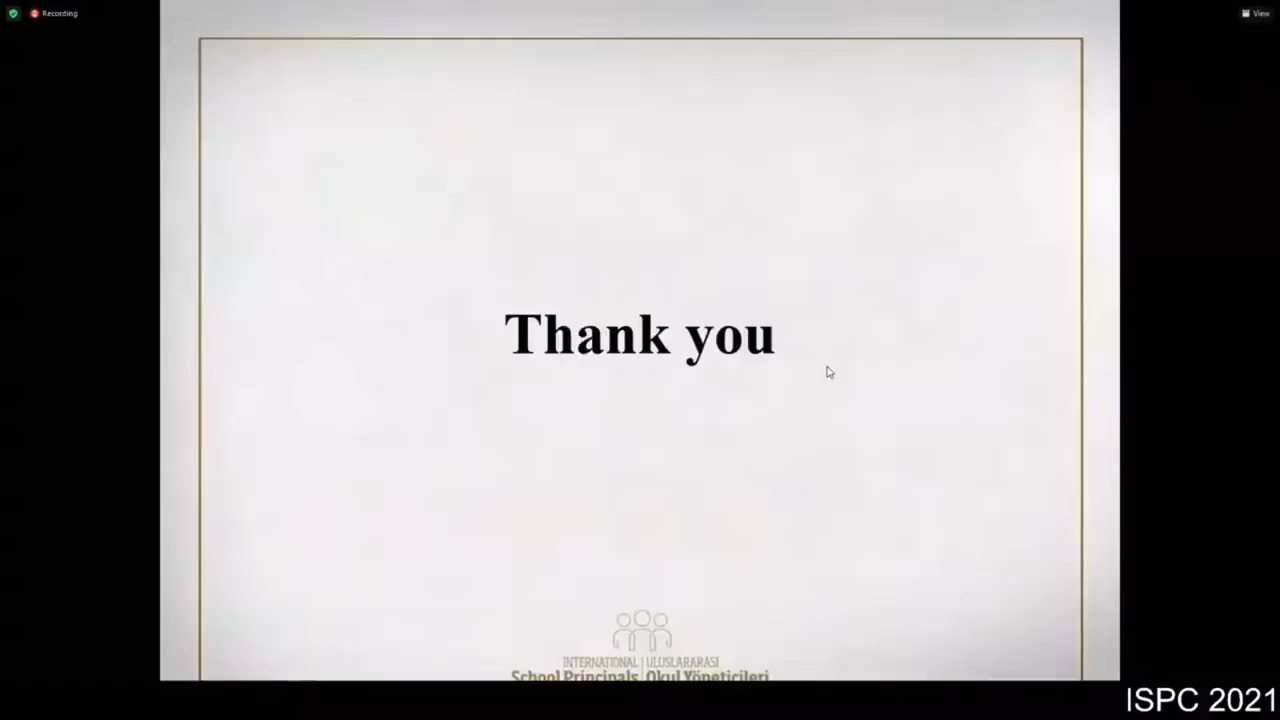 Recording
View
Thank you
INTERNATIONAL | ULUSLARARASI
School Principals | Okul Yöneticileri
ISPC 2021